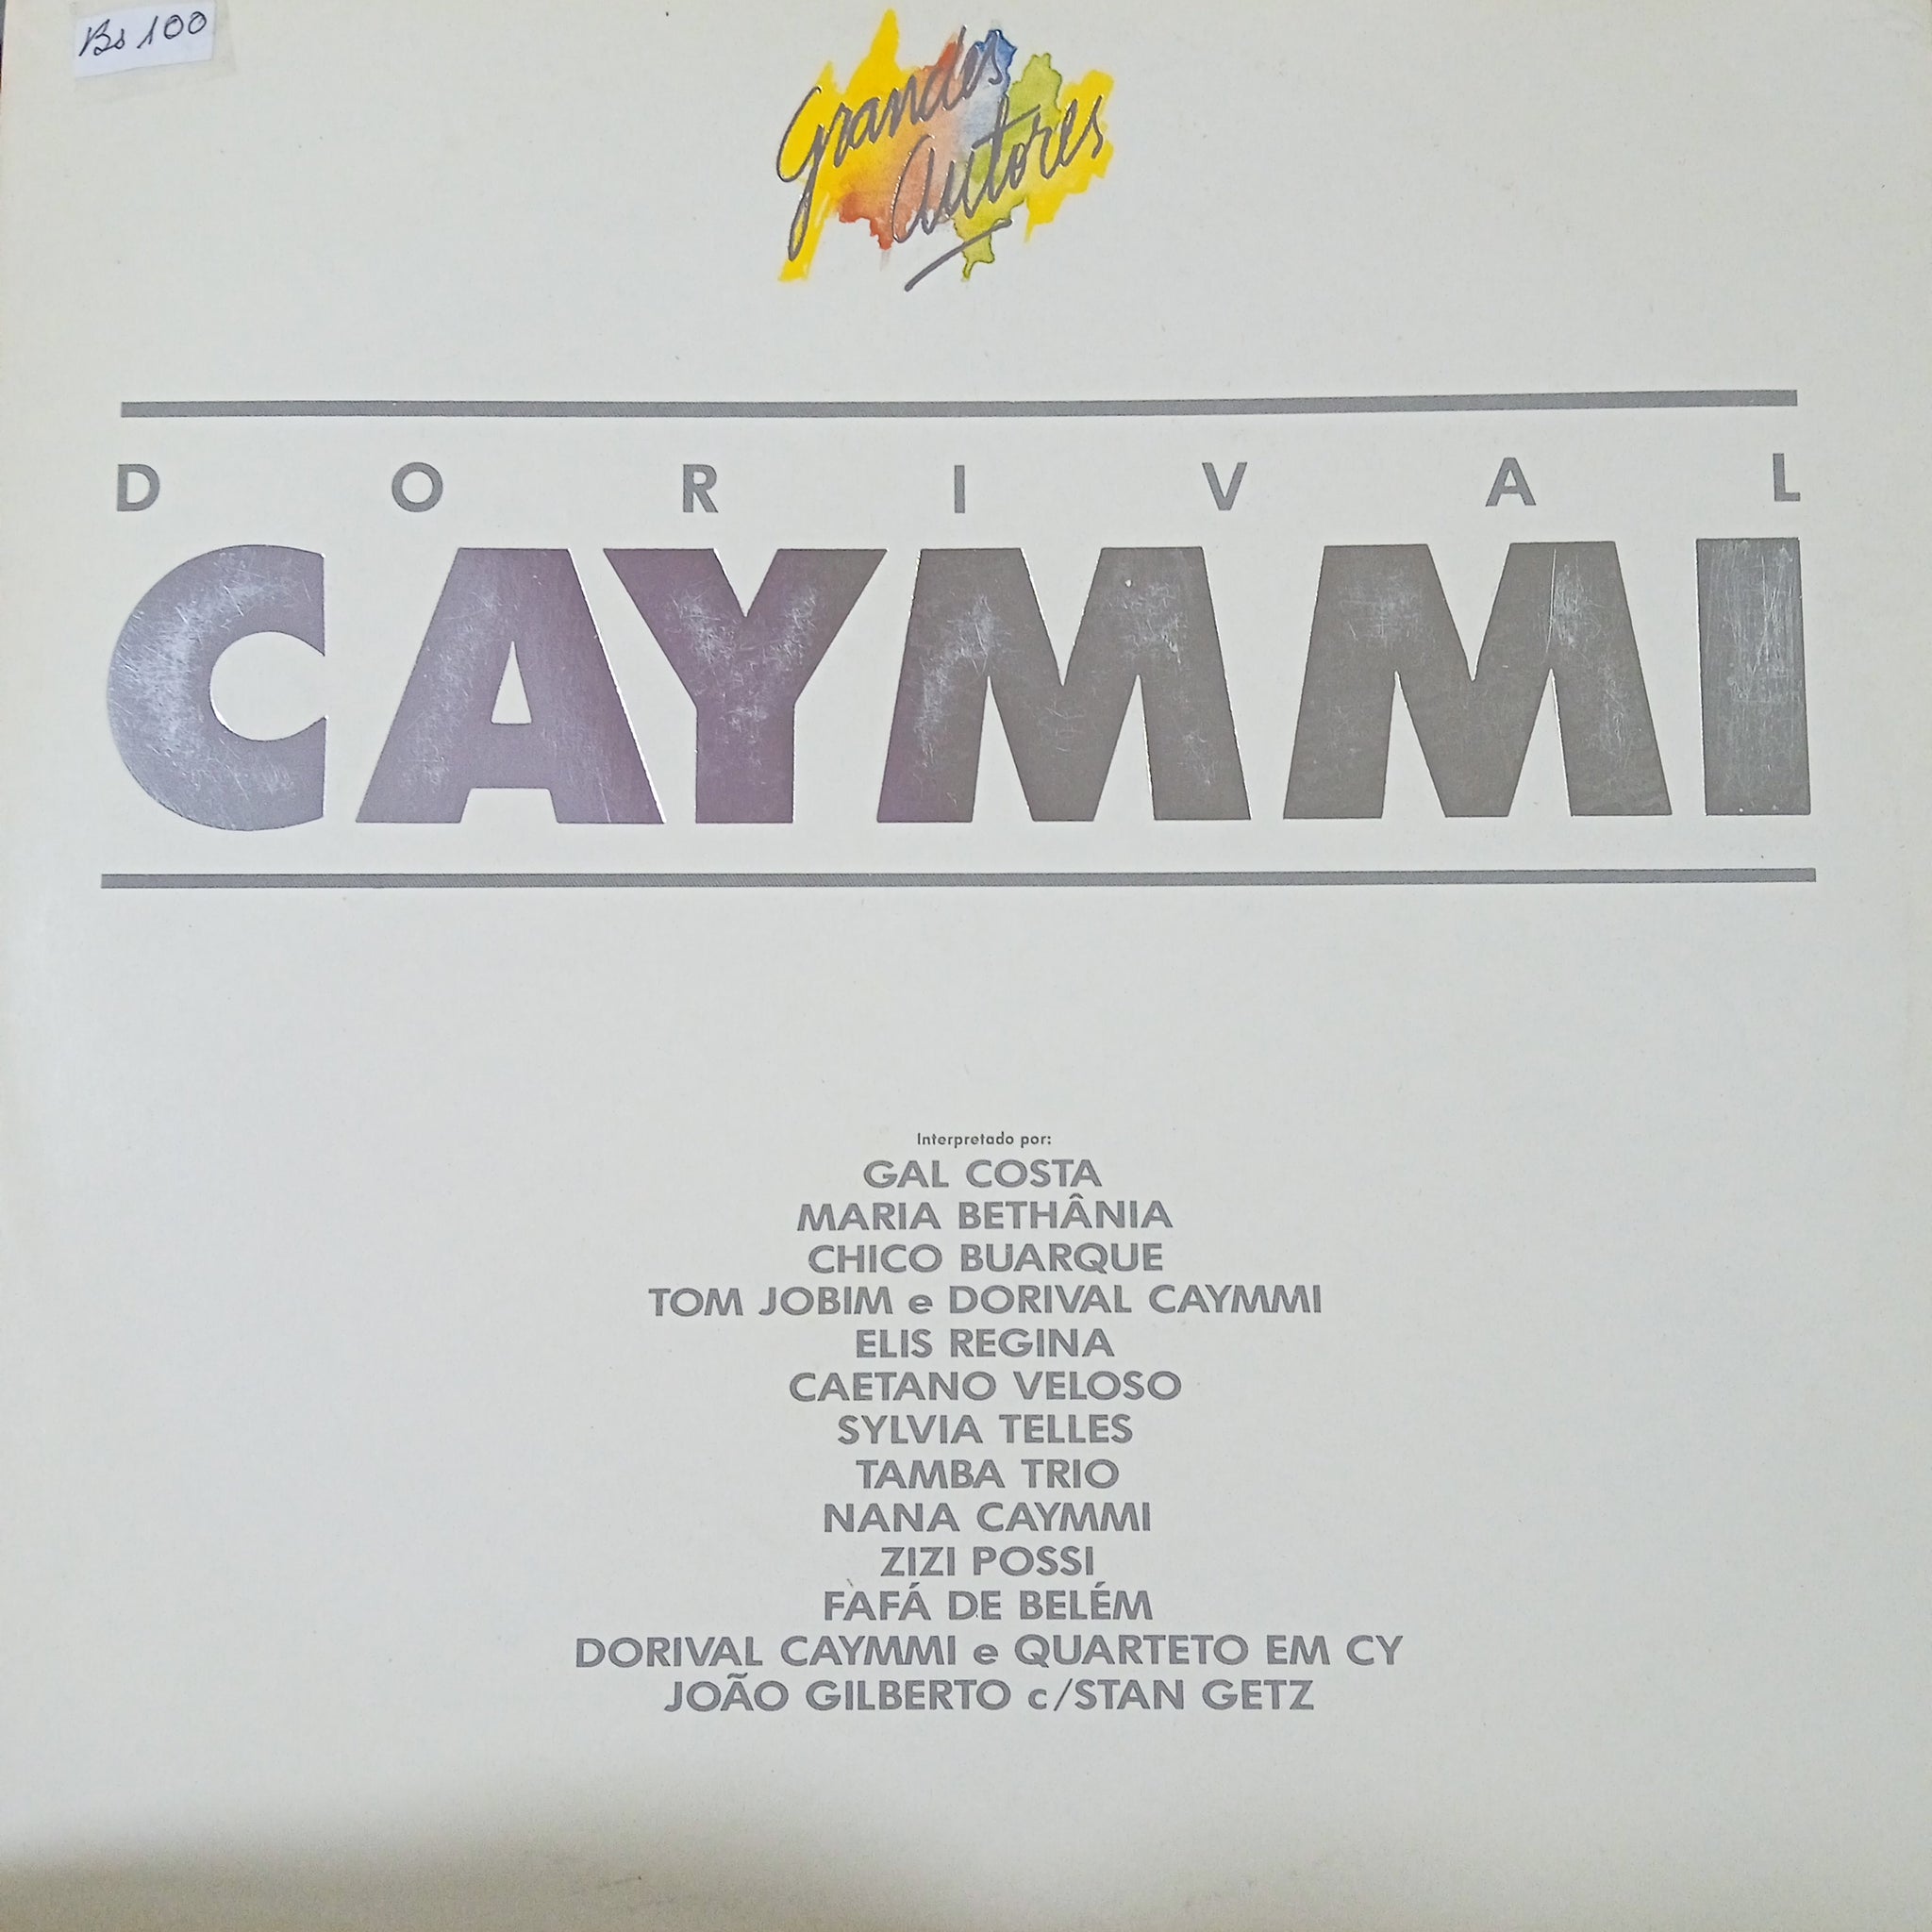 Bs 100
Grandes
Autores
DORIVAL
CAYMMI
Interpretado por:
GAL COSTA
MARIA BETHÂNIA
CHICO BUARQUE
TOM JOBIM e DORIVAL CAYMMI
ELIS REGINA
CAETANO VELOSO
SYLVIA TELLES
TAMBA TRIO
NANA CAYMMI
ZIZI POSSI
FAFÁ DE BELÉM
DORIVAL CAYMMI e QUARTETO EM CY
JOÃO GILBERTO c/STAN GETZ